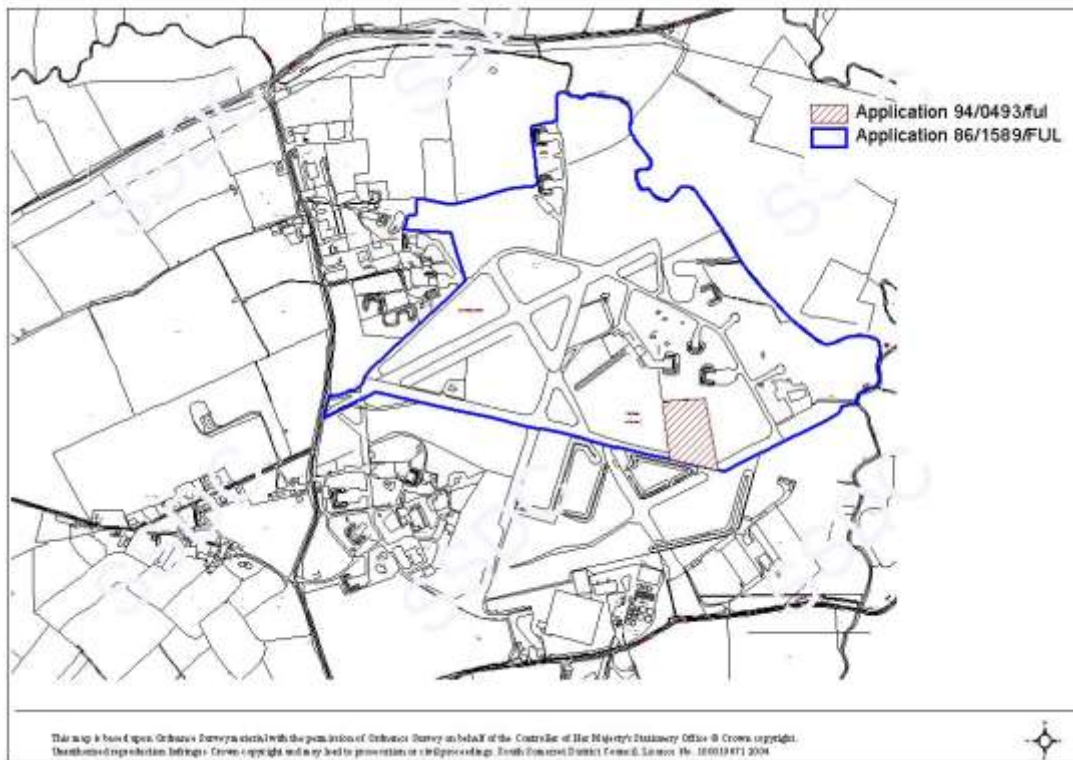 Application 94/0493/ful
Application 86/1589/FUL
This map is based upon Ordnance Survey material with the permission of Ordnance Survey on behalf of the Controller of Her Majesty's Stationery Office © Crown copyright.
Unauthorised reproduction infringes Crown copyright and may lead to prosecution or civil proceedings. South Somerset District Council, Licence No. 100019471 2004